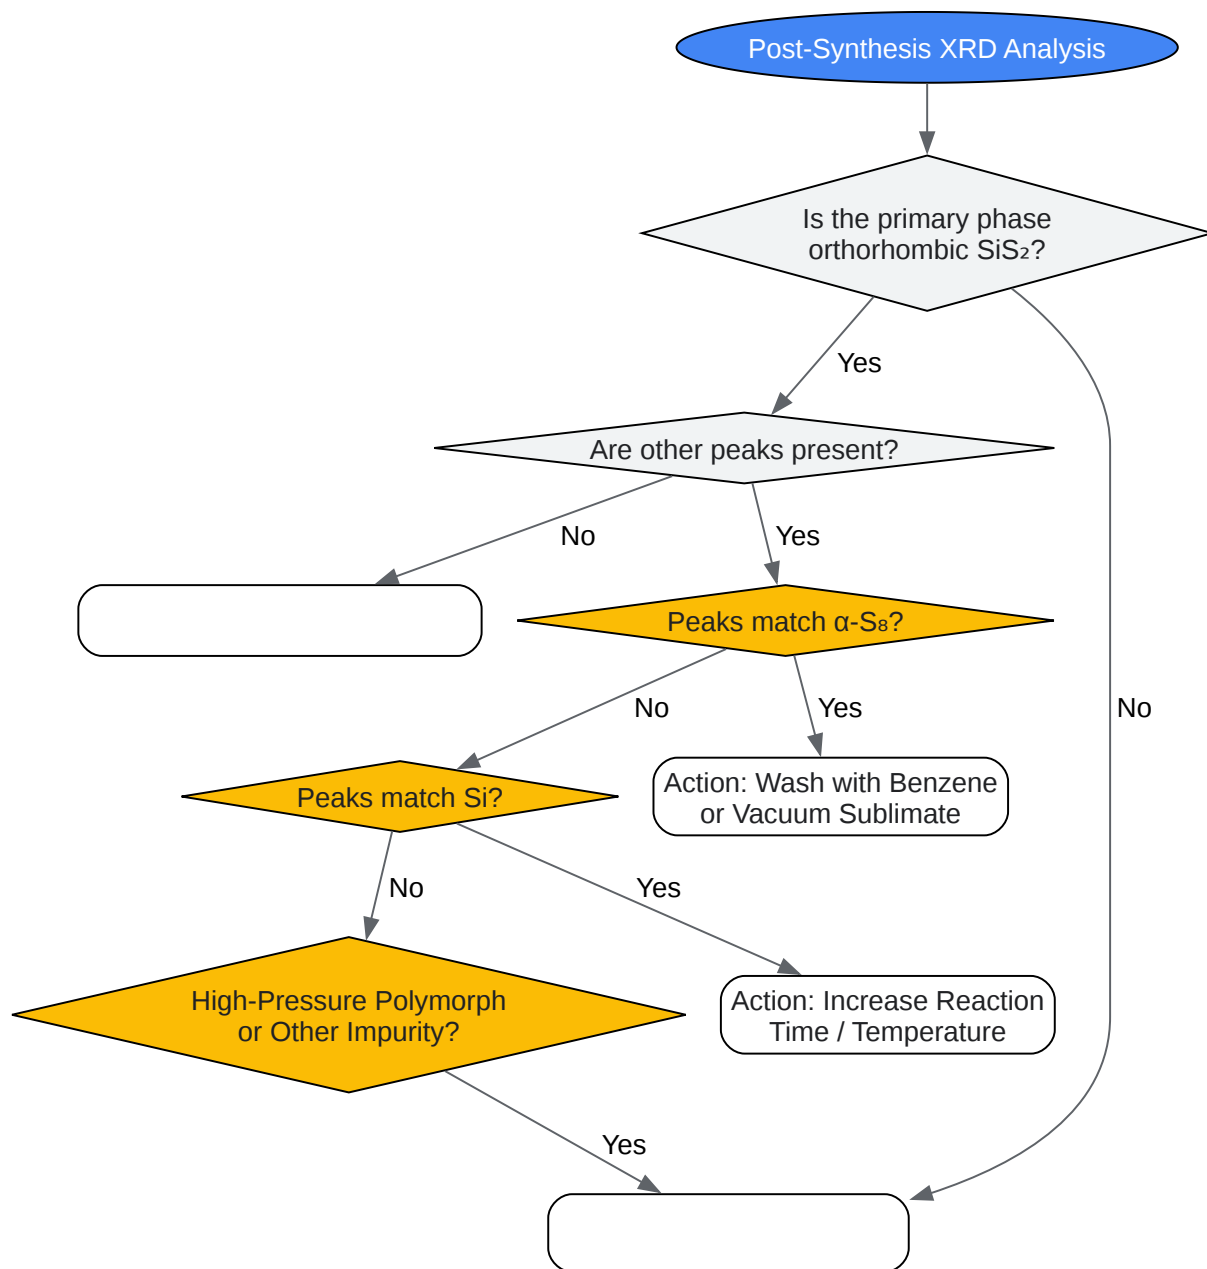 Post-Synthesis XRD Analysis
Is the primary phase
orthorhombic SiS₂?
Yes
Are other peaks present?
No
Yes
Peaks match α-S₈?
No
Yes
No
Peaks match Si?
Action: Wash with Benzene
or Vacuum Sublimate
No
Yes
High-Pressure Polymorph
or Other Impurity?
Action: Increase Reaction
Time / Temperature
Yes